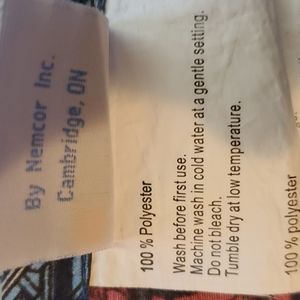 By Nemcor Inc.
Cambridge, ON
100 % Polyester
Wash before first use.
Machine wash in cold water at a gentle setting.
Do not bleach.
Tumble dry at low temperature.
100 % polyester